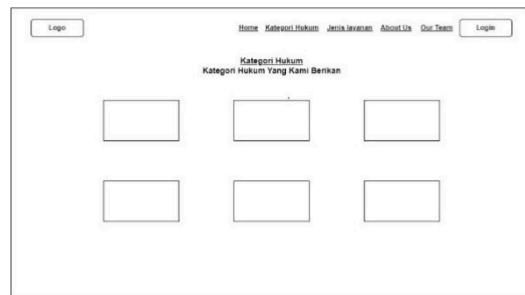 Logo
Home Kategori Hukum Jenis layanan About Us Our Team Login
Kategori Hukum
Kategori Hukum Yang Kami Berikan